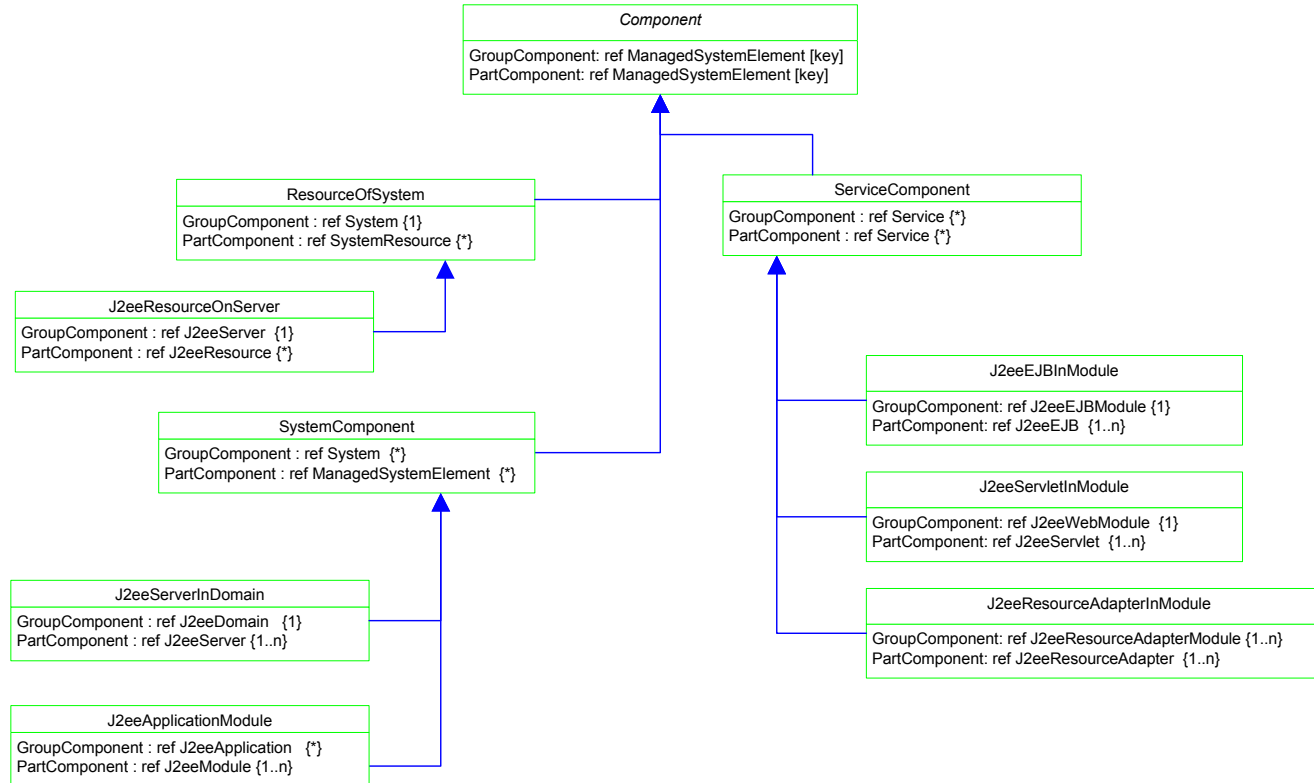 Component
GroupComponent: ref ManagedSystemElement [key]
PartComponent: ref ManagedSystemElement [key]
ResourceOfSystem
GroupComponent : ref System {1}
PartComponent : ref SystemResource {*}
ServiceComponent
GroupComponent : ref Service {*}
PartComponent : ref Service {*}
J2eeResourceOnServer
GroupComponent : ref J2eeServer {1}
PartComponent : ref J2eeResource {*}
J2eeEJBInModule
GroupComponent: ref J2eeEJBModule {1}
PartComponent: ref J2eeEJB {1..n}
SystemComponent
GroupComponent : ref System {*}
PartComponent : ref ManagedSystemElement {*}
J2eeServletInModule
GroupComponent: ref J2eeWebModule {1}
PartComponent: ref J2eeServlet {1..n}
J2eeServerInDomain
GroupComponent : ref J2eeDomain {1}
PartComponent : ref J2eeServer {1..n}
J2eeResourceAdapterInModule
GroupComponent: ref J2eeResourceAdapterModule {1..n}
PartComponent: ref J2eeResourceAdapter {1..n}
J2eeApplicationModule
GroupComponent : ref J2eeApplication {*}
PartComponent : ref J2eeModule {1..n}